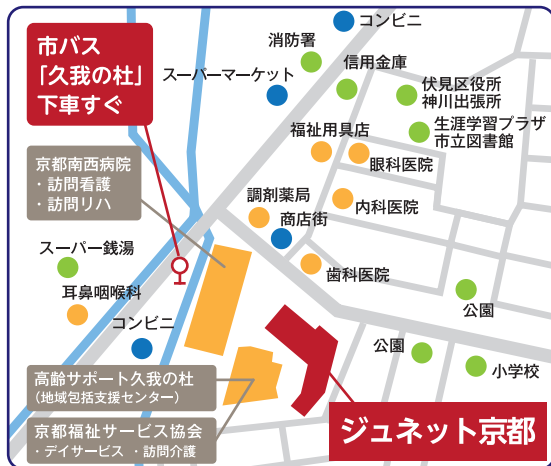 コンビニ
消防署
市バス
「久我の杜」
下車すぐ
スーパーマーケット
信用金庫
伏見区役所
神川出張所
生涯学習プラザ
市立図書館
福祉用具店
眼科医院
京都南西病院
・訪問看護
・訪問リハ
調剤薬局
内科医院
商店街
スーパー銭湯
歯科医院
耳鼻咽喉科
コンビニ
公園
公園
小学校
高齢サポート久我の杜
(地域包括支援センター)
京都福祉サービス協会
・デイサービス ・訪問介護
ジュネット京都